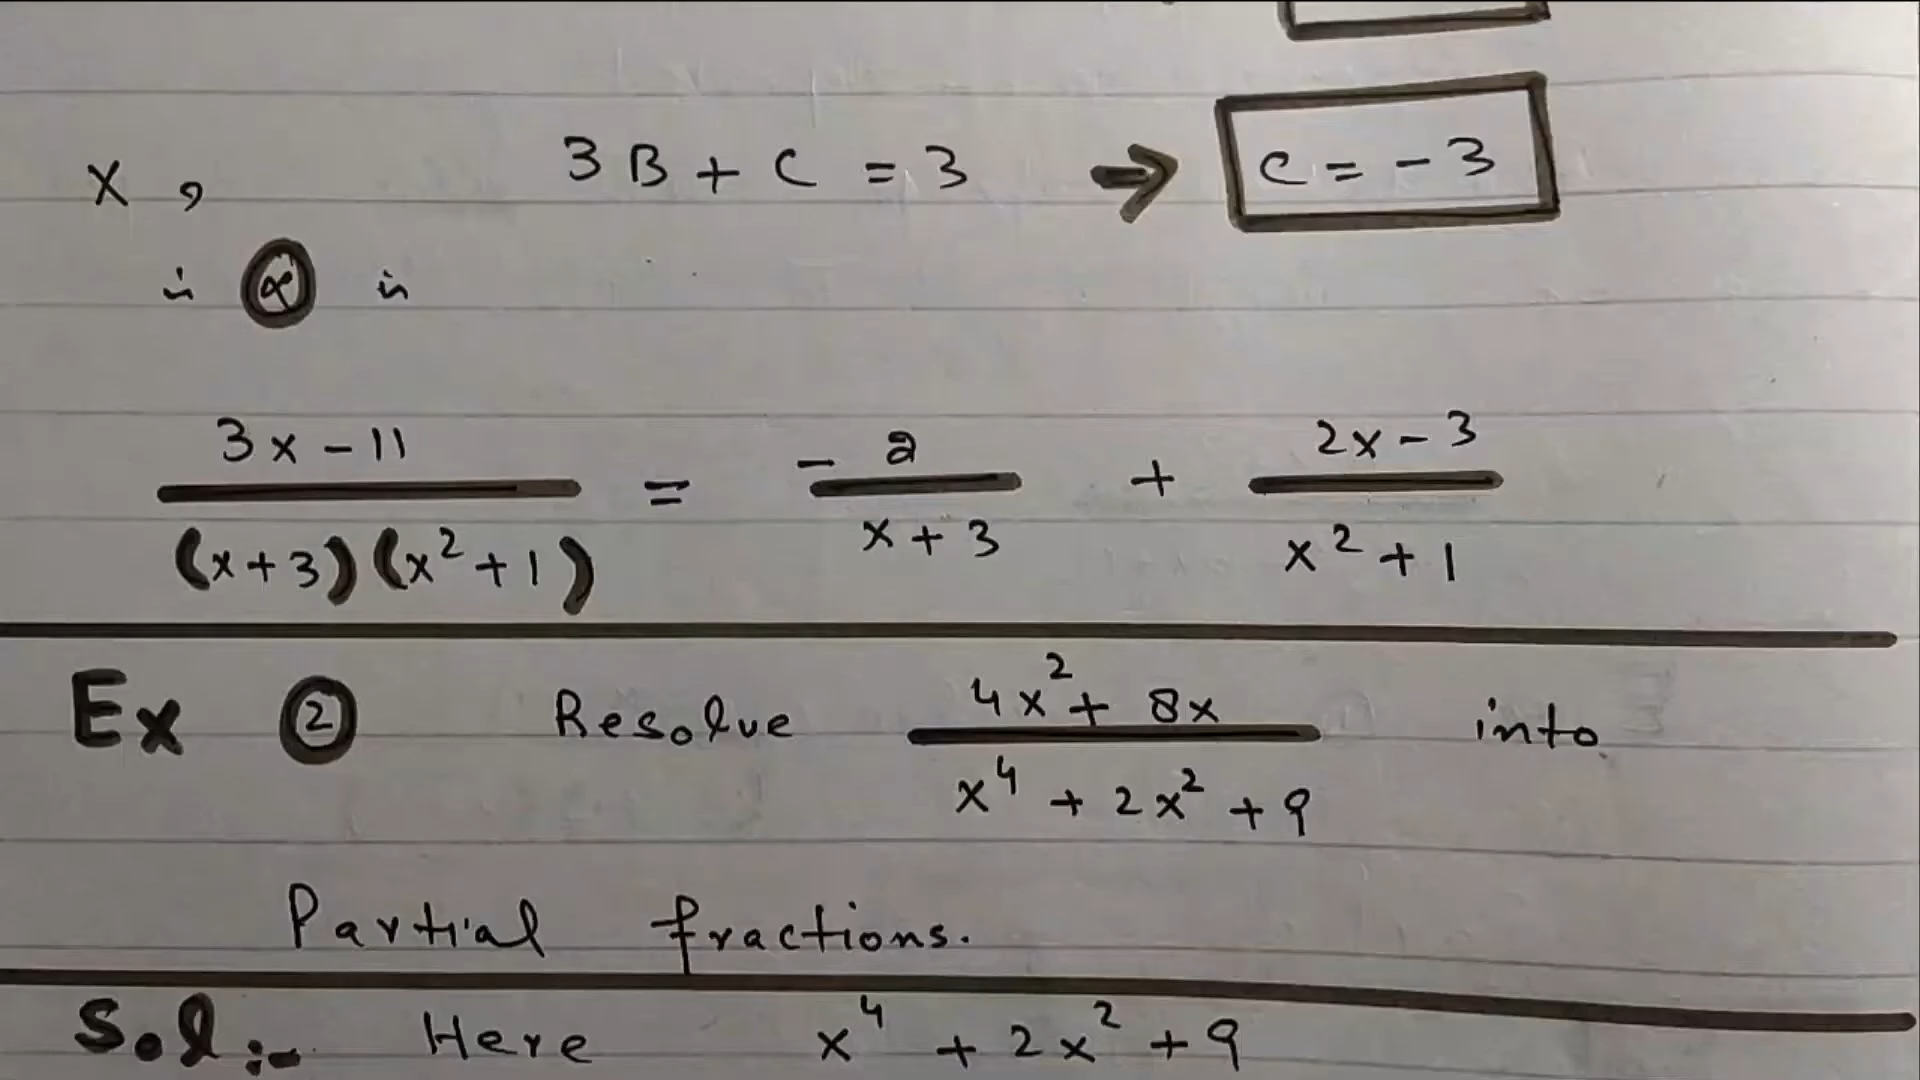 x , 3B + C = 3 → C = -3
∴ α is
3x - 11 / (x+3)(x²+1) = - 2 / x+3 + 2x-3 / x²+1
Ex ② Resolve 4x² + 8x / x⁴ + 2x² + 9 into
Partial fractions.
Sol:- Here x⁴ + 2x² + 9